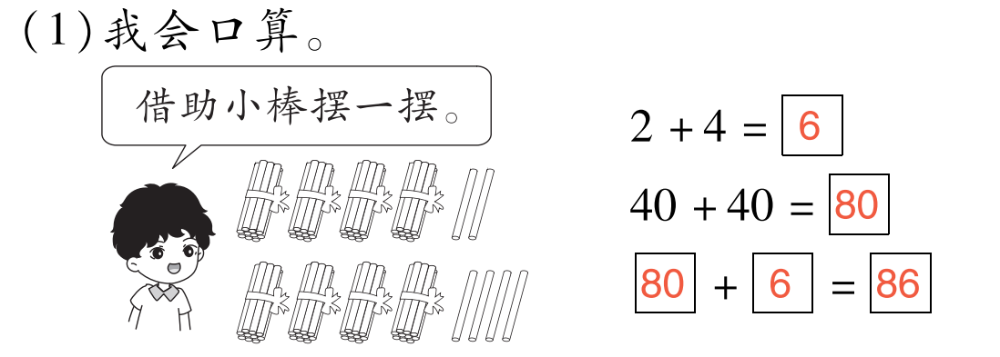 (1)我会口算。
借助小棒摆一摆。
2 + 4 = 6
40 + 40 = 80
80 + 6 = 86